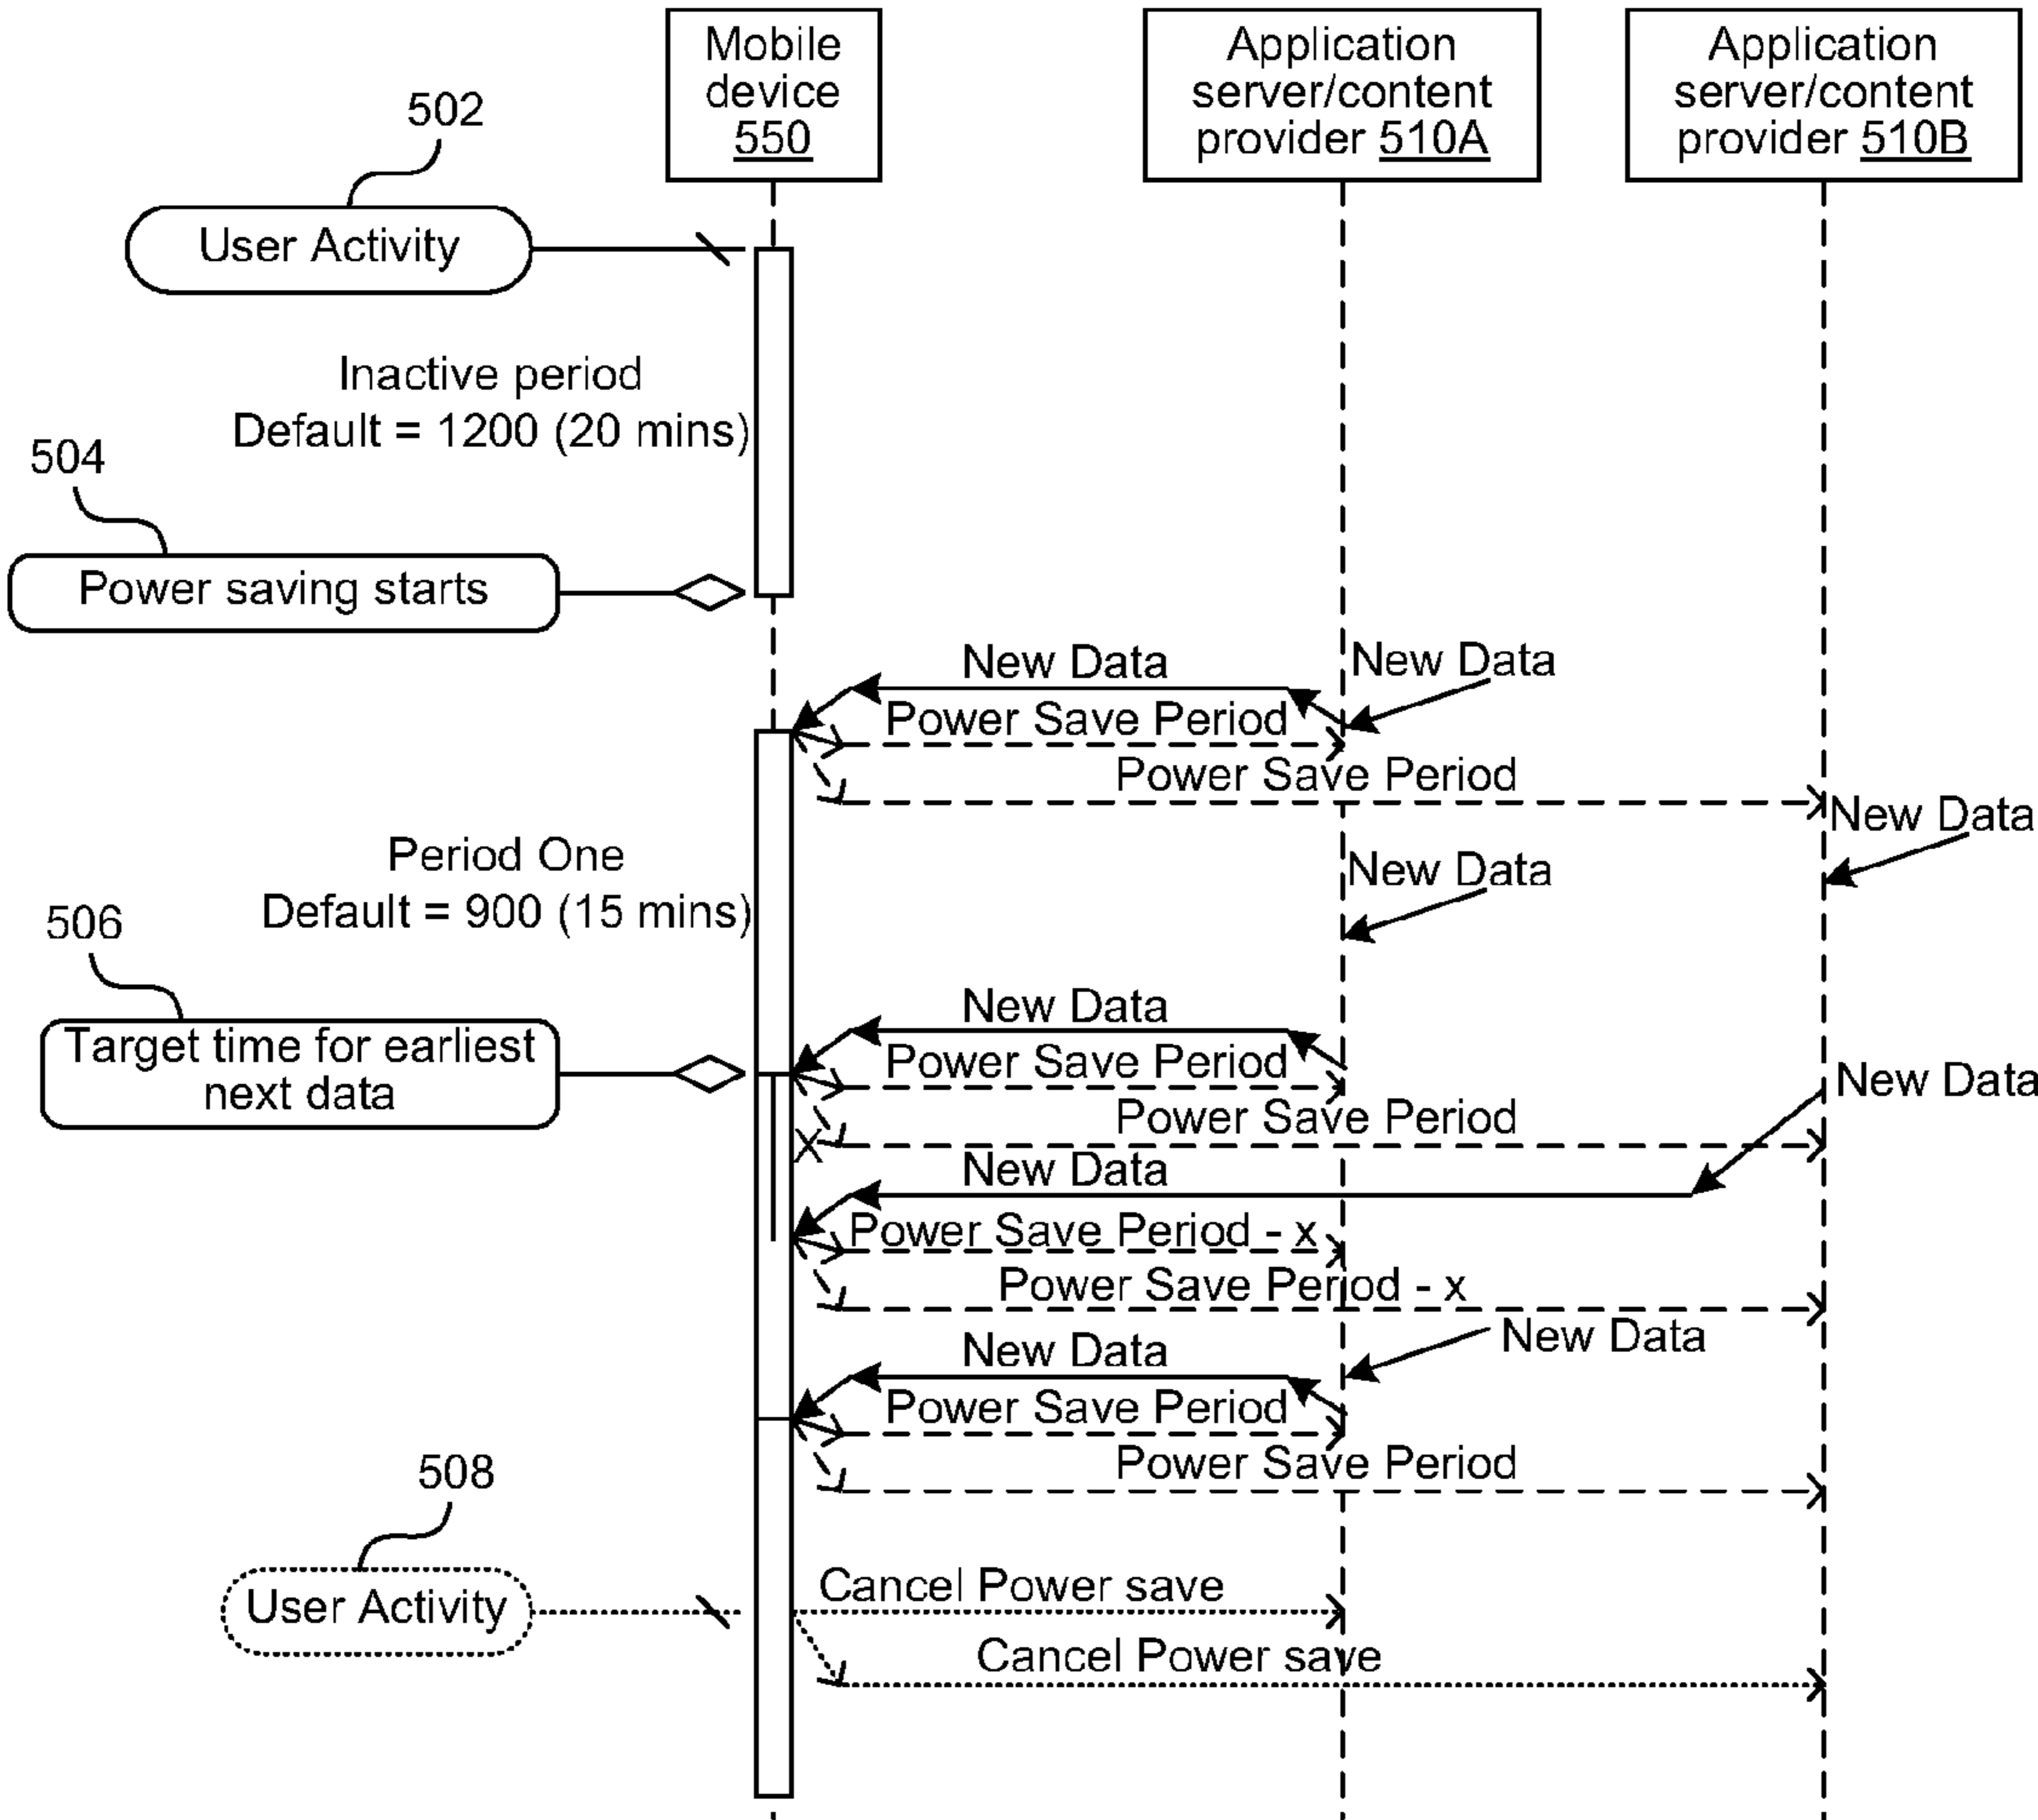 Mobile
device
550
Application
server/content
provider 510A
Application
server/content
provider 510B
502
User Activity
Inactive period
Default = 1200 (20 mins)
504
Power saving starts
New Data
New Data
Power Save Period
Power Save Period
New Data
Period One
Default = 900 (15 mins)
New Data
506
Target time for earliest
next data
New Data
Power Save Period
New Data
Power Save Period
X
New Data
Power Save Period - x
Power Save Period - x
New Data
New Data
Power Save Period
Power Save Period
508
User Activity
Cancel Power save
Cancel Power save